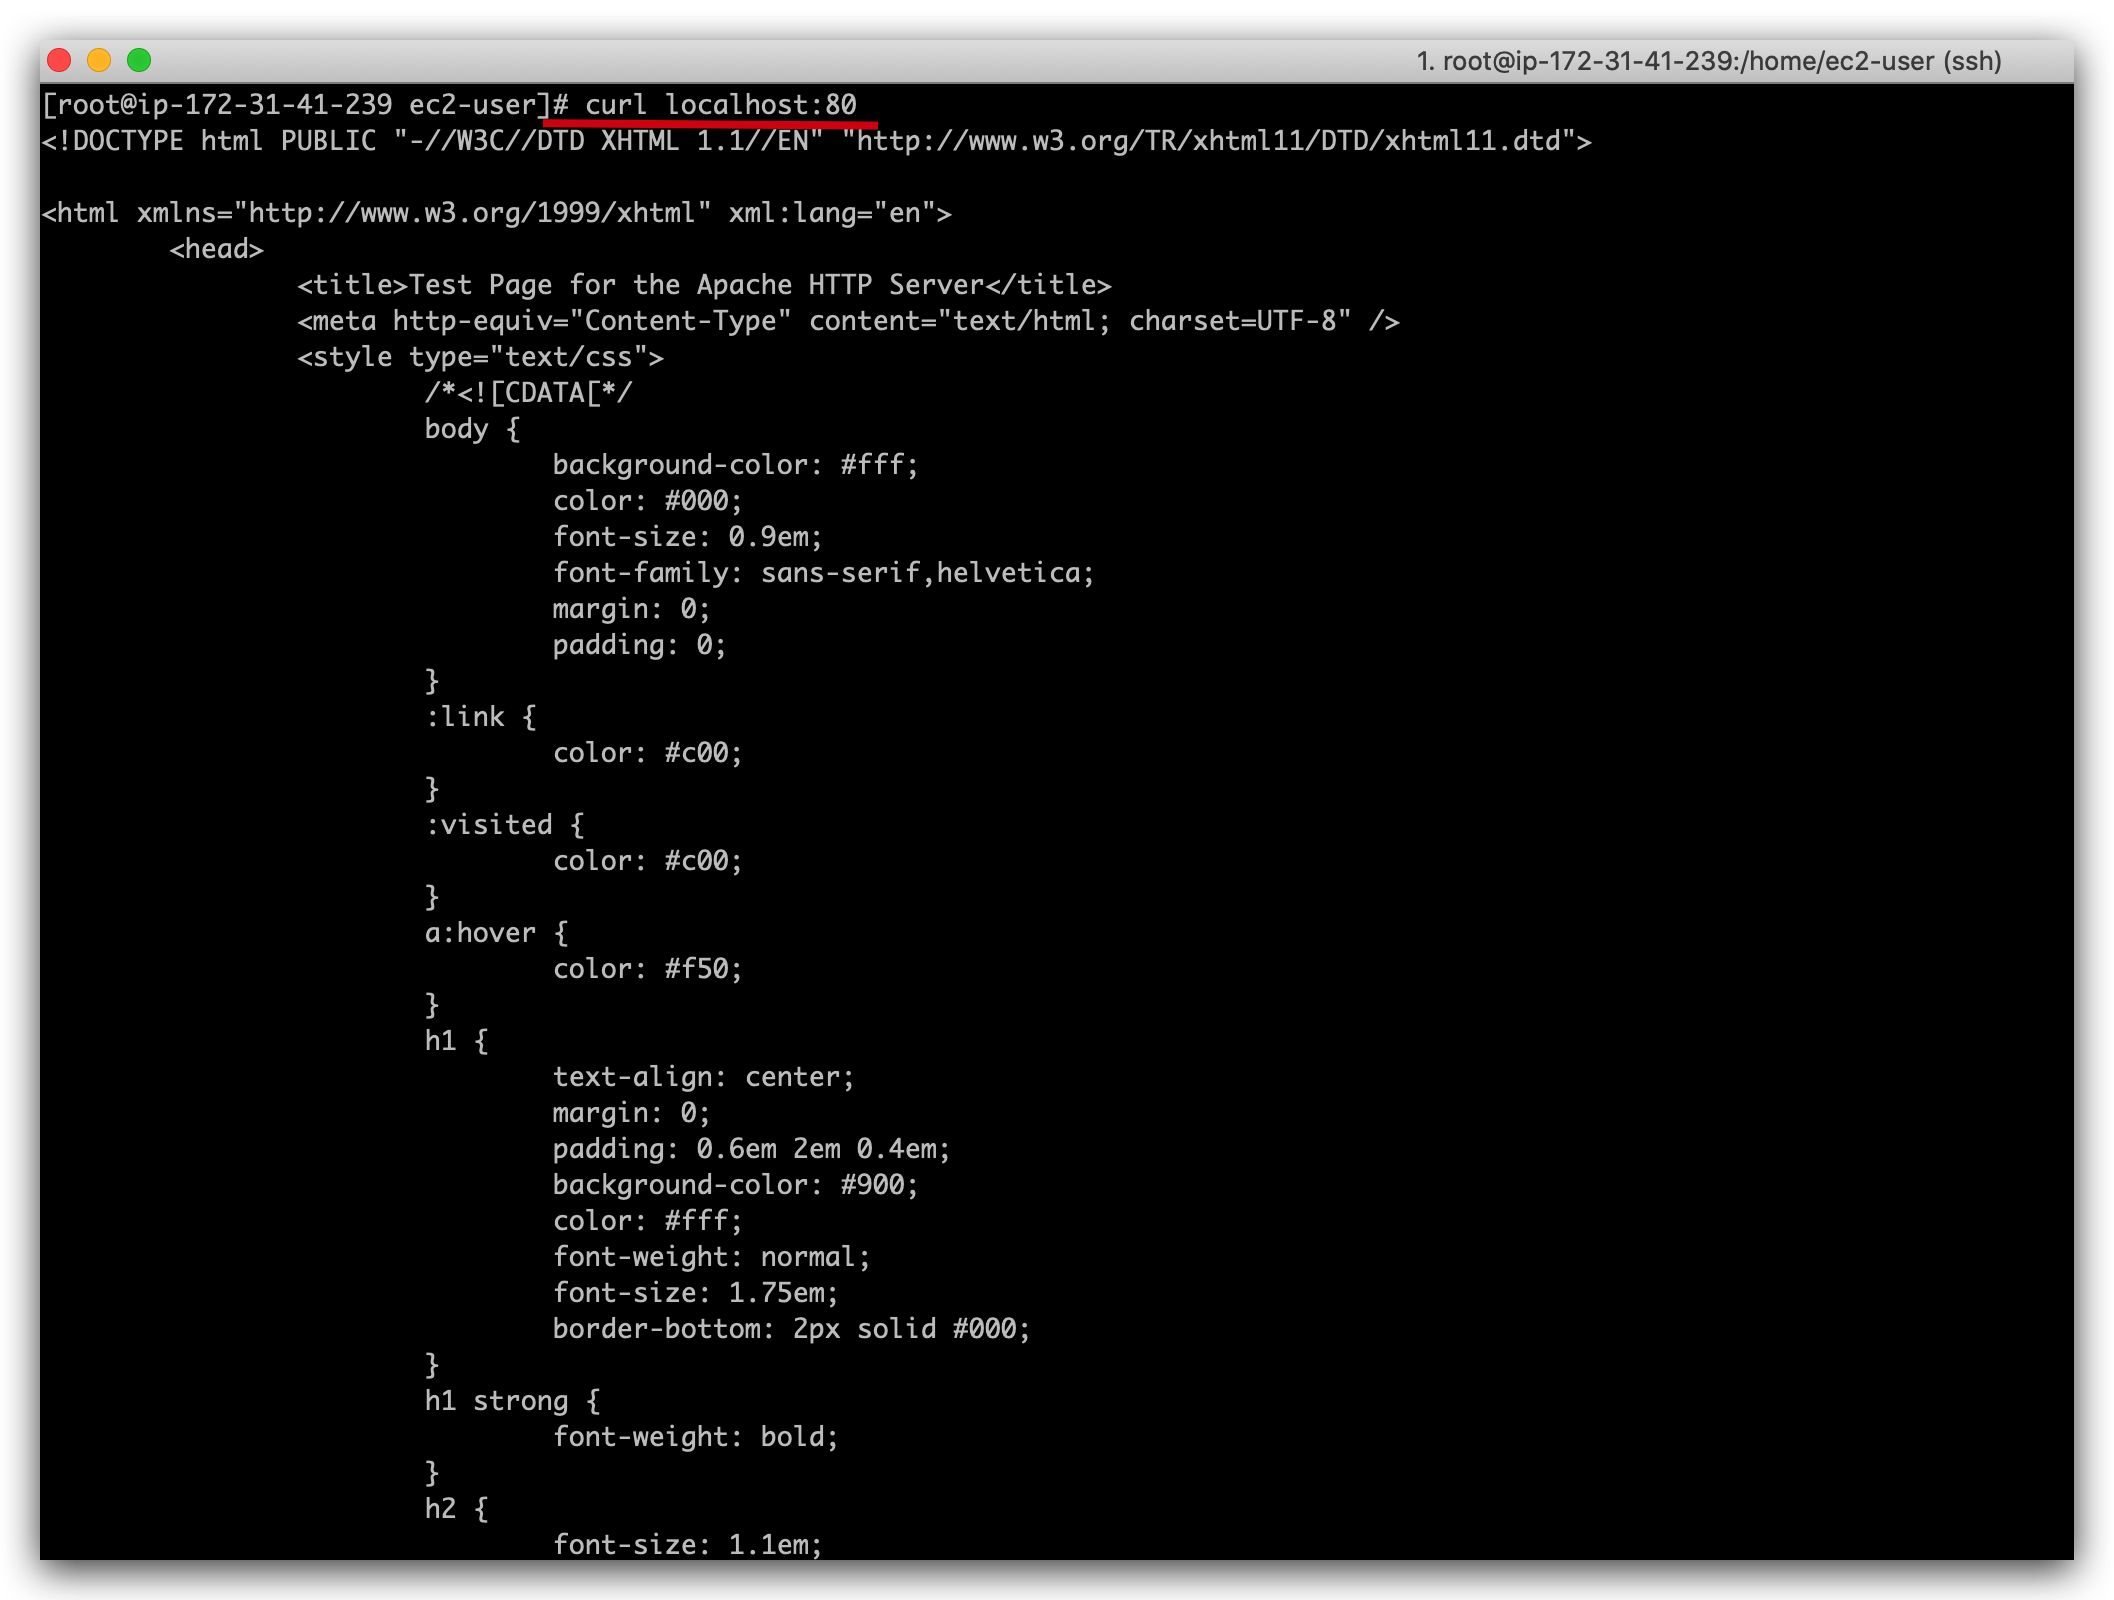 1. root@ip-172-31-41-239:/home/ec2-user (ssh)
[root@ip-172-31-41-239 ec2-user]# curl localhost:80
<!DOCTYPE html PUBLIC "-//W3C//DTD XHTML 1.1//EN" "http://www.w3.org/TR/xhtml11/DTD/xhtml11.dtd">

<html xmlns="http://www.w3.org/1999/xhtml" xml:lang="en">
        <head>
                <title>Test Page for the Apache HTTP Server</title>
                <meta http-equiv="Content-Type" content="text/html; charset=UTF-8" />
                <style type="text/css">
                        /*<![CDATA[*/
                        body {
                                background-color: #fff;
                                color: #000;
                                font-size: 0.9em;
                                font-family: sans-serif,helvetica;
                                margin: 0;
                                padding: 0;
                        }
                        :link {
                                color: #c00;
                        }
                        :visited {
                                color: #c00;
                        }
                        a:hover {
                                color: #f50;
                        }
                        h1 {
                                text-align: center;
                                margin: 0;
                                padding: 0.6em 2em 0.4em;
                                background-color: #900;
                                color: #fff;
                                font-weight: normal;
                                font-size: 1.75em;
                                border-bottom: 2px solid #000;
                        }
                        h1 strong {
                                font-weight: bold;
                        }
                        h2 {
                                font-size: 1.1em;